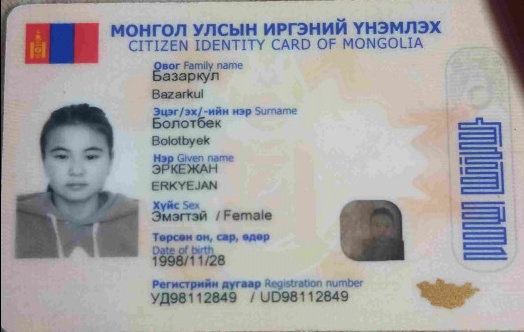 МОНГОЛ УЛСЫН ИРГЭНИЙ ҮНЭМЛЭХ
CITIZEN IDENTITY CARD OF MONGOLIA
Овог Family name
Базаркул
Bazarkul
Эцэг/эх/-ийн нэр Surname
Болотбек
Bolotbyek
Нэр Given name
ЭРКЕЖАН
ERKYEJAN
Хүйс Sex
Эмэгтэй / Female
Төрсөн он, сар, өдөр
Date of birth
1998/11/28
Регистрийн дугаар Registration number
УД98112849 / UD98112849